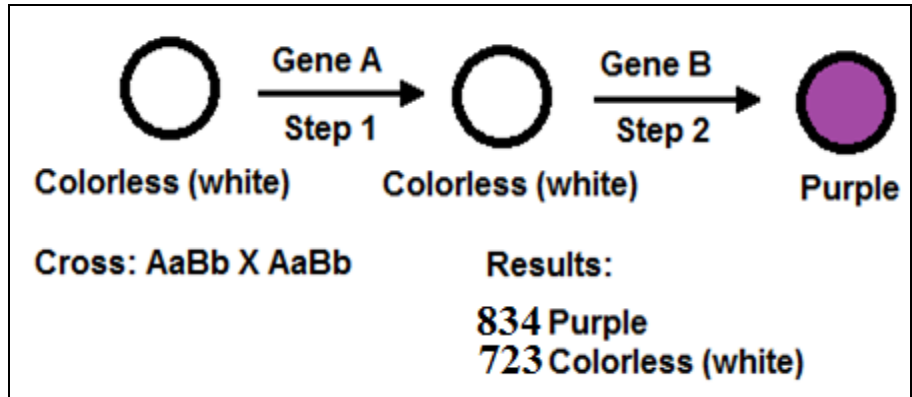 Gene A
Gene B
Step 1
Step 2
Colorless (white)
Colorless (white)
Purple
Cross: AaBb X AaBb
Results:
834 Purple
723 Colorless (white)